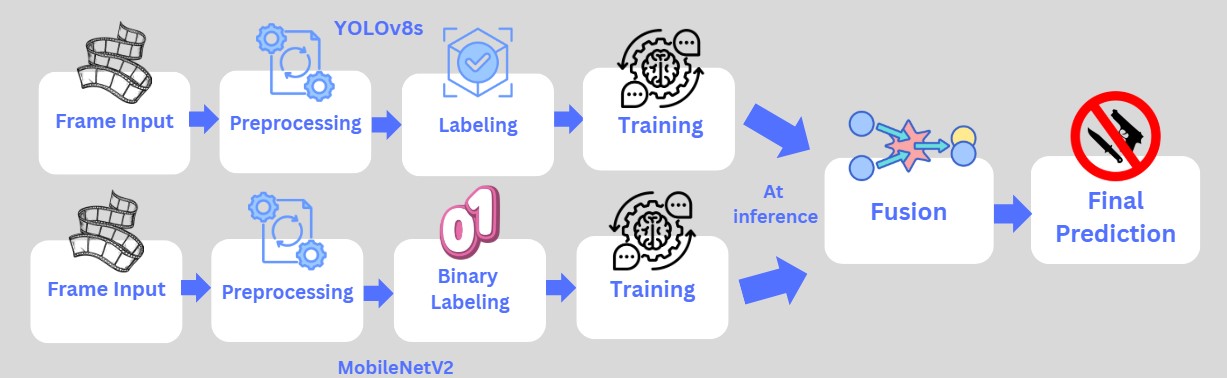 YOLOv8s
Frame Input
Preprocessing
Labeling
Training
At
inference
Fusion
Final
Prediction
Frame Input
Preprocessing
01
Binary
Labeling
Training
MobileNetV2